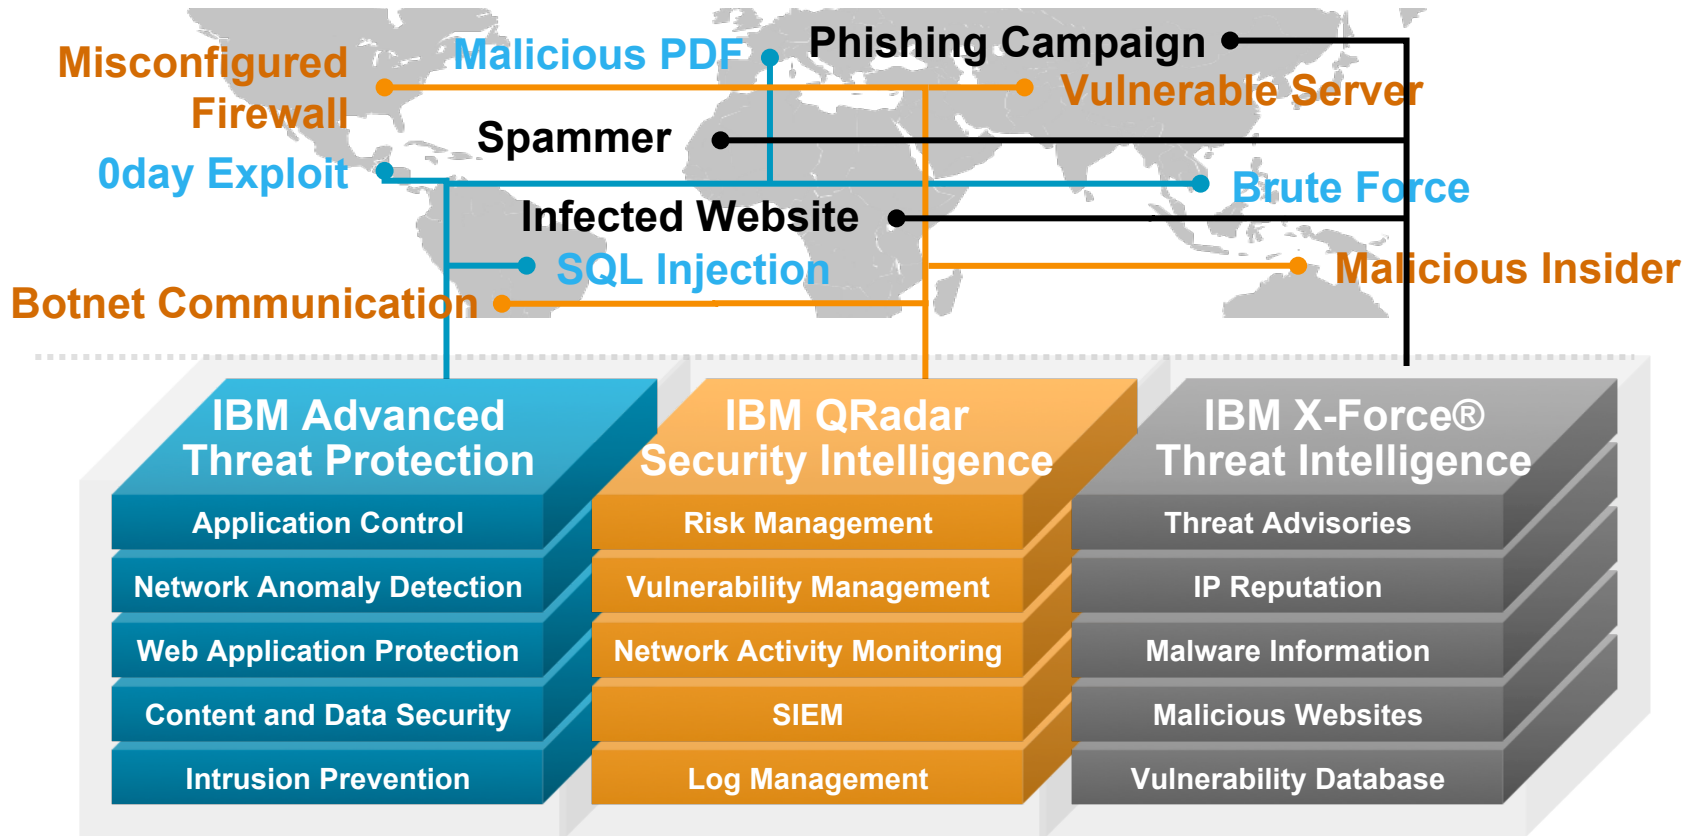 Phishing Campaign
Malicious PDF
Misconfigured
Firewall
Vulnerable Server
Spammer
0day Exploit
Brute Force
Infected Website
SQL Injection
Malicious Insider
Botnet Communication
IBM Advanced
Threat Protection
Application Control
Network Anomaly Detection
Web Application Protection
Content and Data Security
Intrusion Prevention
IBM QRadar
Security Intelligence
Risk Management
Vulnerability Management
Network Activity Monitoring
SIEM
Log Management
IBM X-Force®
Threat Intelligence
Threat Advisories
IP Reputation
Malware Information
Malicious Websites
Vulnerability Database